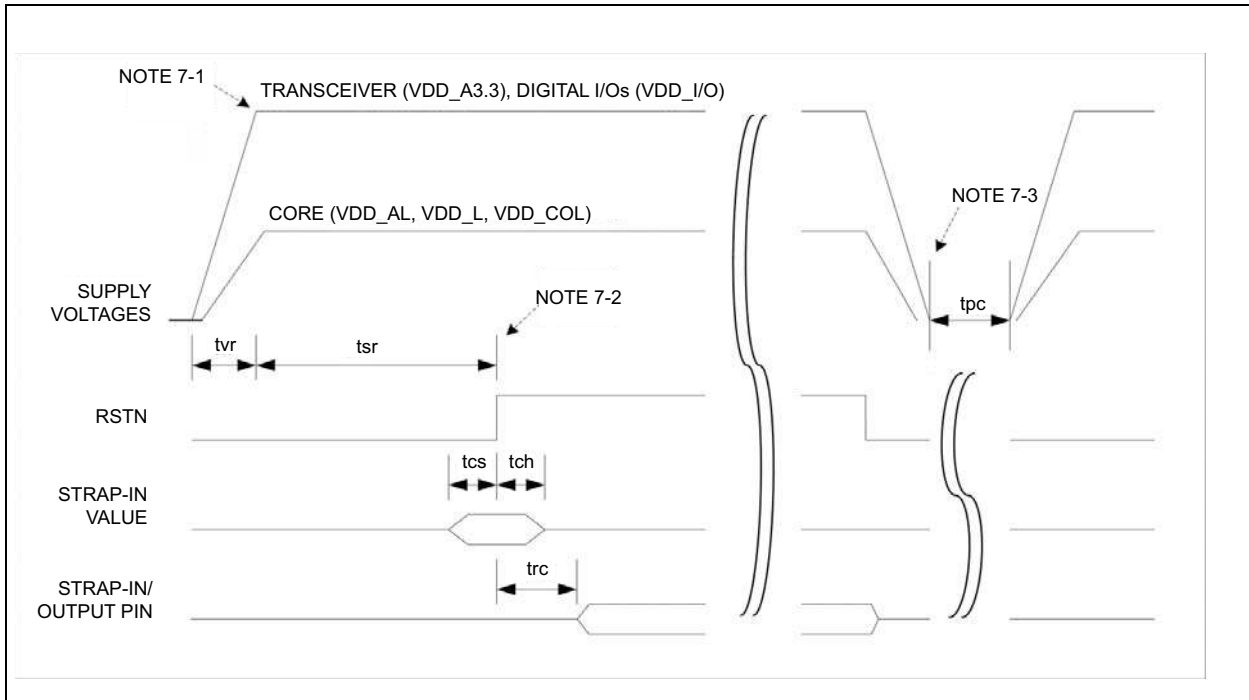 NOTE 7-1
TRANSCEIVER (VDD_A3.3), DIGITAL I/Os (VDD_I/O)
CORE (VDD_AL, VDD_L, VDD_COL)
NOTE 7-3
SUPPLY
VOLTAGES
NOTE 7-2
tpc
tvr
tsr
RSTN
tcs
tch
STRAP-IN
VALUE
trc
STRAP-IN/
OUTPUT PIN